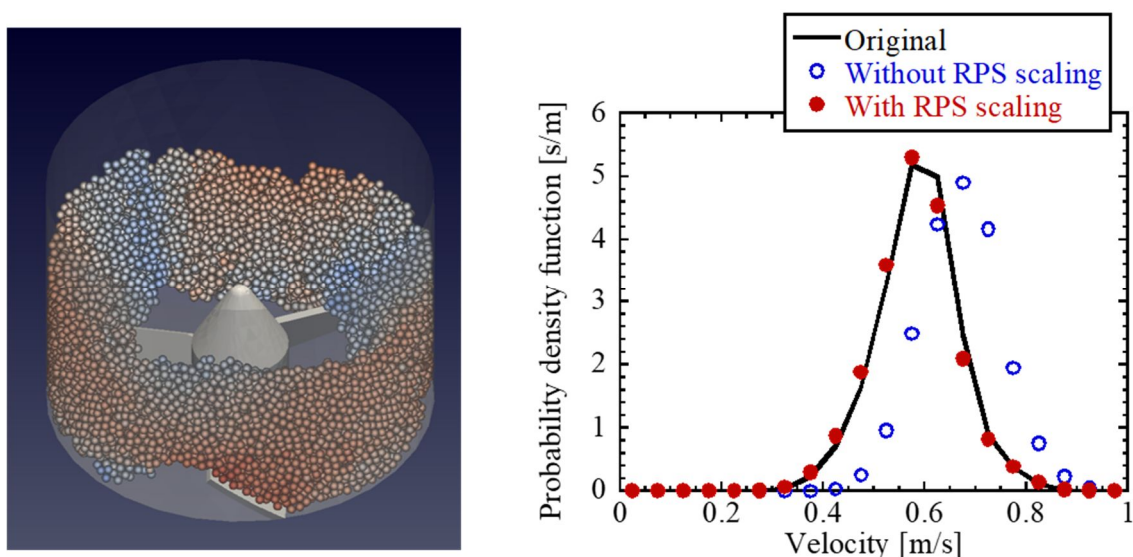 Original
Without RPS scaling
With RPS scaling
Probability density function [s/m]
6
5
4
3
2
1
0
0 0.2 0.4 0.6 0.8 1
Velocity [m/s]